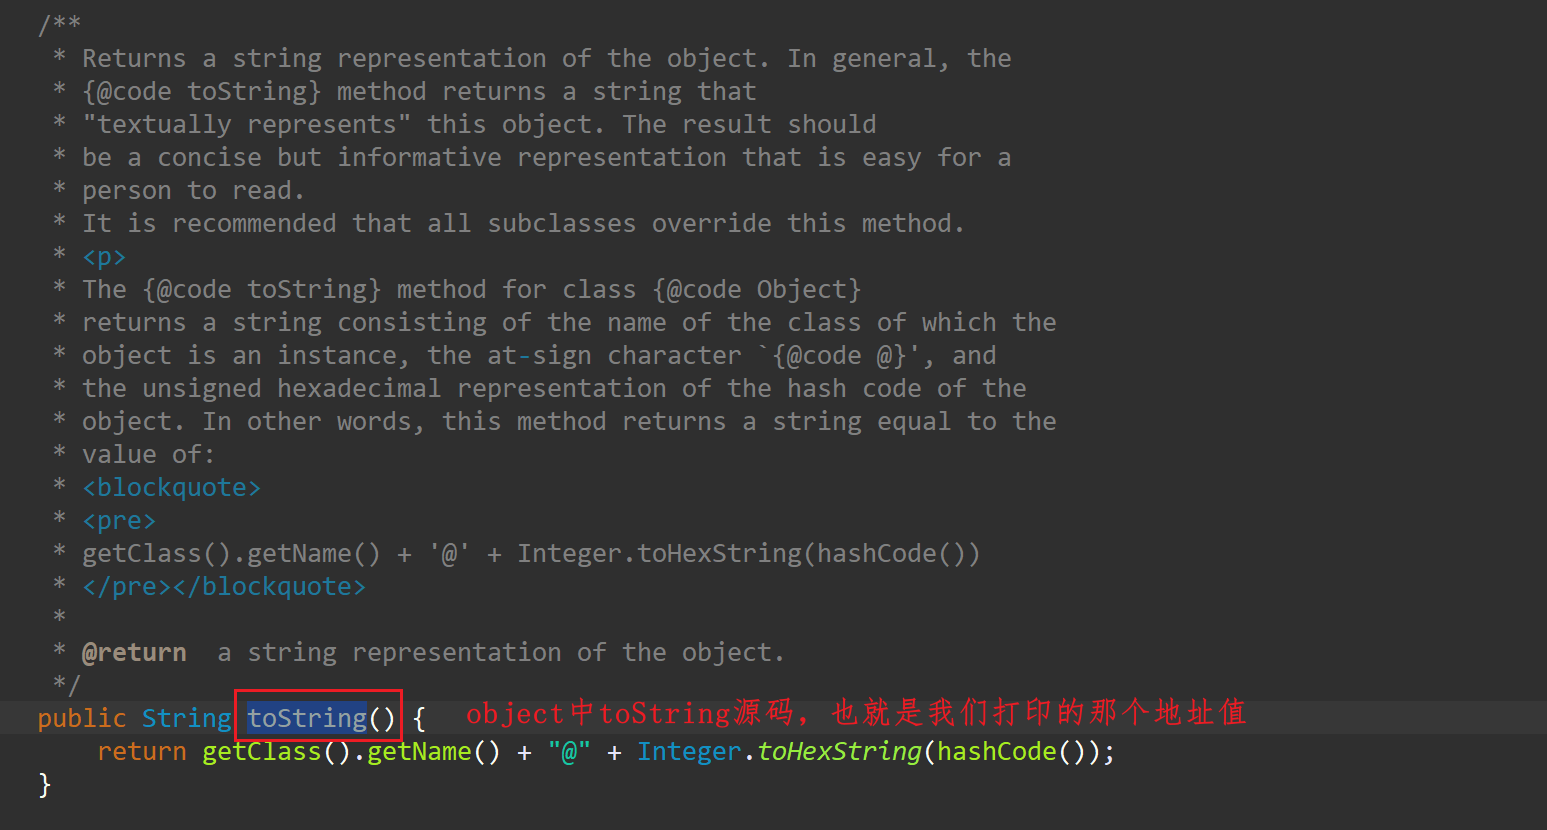 /**
 * Returns a string representation of the object. In general, the
 * {@code toString} method returns a string that
 * "textually represents" this object. The result should
 * be a concise but informative representation that is easy for a
 * person to read.
 * It is recommended that all subclasses override this method.
 * <p>
 * The {@code toString} method for class {@code Object}
 * returns a string consisting of the name of the class of which the
 * object is an instance, the at-sign character `{@code @}', and
 * the unsigned hexadecimal representation of the hash code of the
 * object. In other words, this method returns a string equal to the
 * value of:
 * <blockquote>
 * <pre>
 * getClass().getName() + '@' + Integer.toHexString(hashCode())
 * </pre></blockquote>
 *
 * @return  a string representation of the object.
 */
public String toString() { object中toString源码，也就是我们打印的那个地址值
    return getClass().getName() + "@" + Integer.toHexString(hashCode());
}